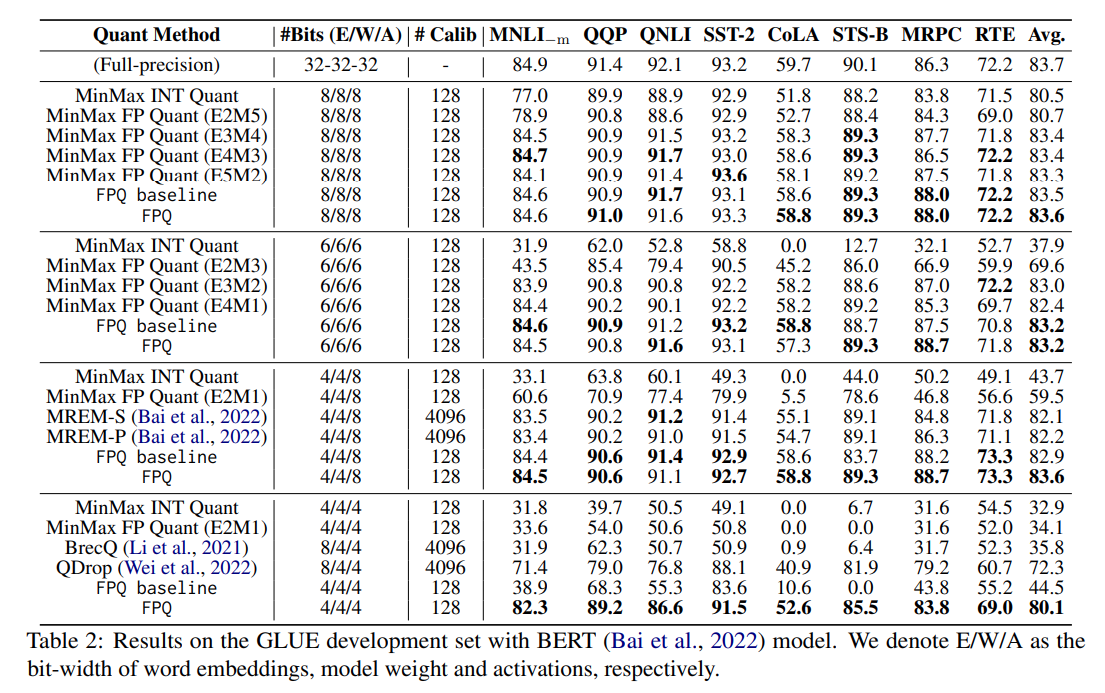 Quant Method #Bits (E/W/A) # Calib MNLI−m QQP QNLI SST-2 CoLA STS-B MRPC RTE Avg.
(Full-precision) 32-32-32 - 84.9 91.4 92.1 93.2 59.7 90.1 86.3 72.2 83.7
MinMax INT Quant 8/8/8 128 77.0 89.9 88.9 92.9 51.8 88.2 83.8 71.5 80.5
MinMax FP Quant (E2M5) 8/8/8 128 78.9 90.8 88.6 92.9 52.7 88.4 84.3 69.0 80.7
MinMax FP Quant (E3M4) 8/8/8 128 84.5 90.9 91.5 93.2 58.3 89.3 87.7 71.8 83.4
MinMax FP Quant (E4M3) 8/8/8 128 84.7 90.9 91.7 93.0 58.6 89.3 86.5 72.2 83.4
MinMax FP Quant (E5M2) 8/8/8 128 84.1 90.9 91.4 93.6 58.1 89.2 87.5 71.8 83.3
FPQ baseline 8/8/8 128 84.6 90.9 91.7 93.1 58.6 89.3 88.0 72.2 83.5
FPQ 8/8/8 128 84.6 91.0 91.6 93.3 58.8 89.3 88.0 72.2 83.6
MinMax INT Quant 6/6/6 128 31.9 62.0 52.8 58.8 0.0 12.7 32.1 52.7 37.9
MinMax FP Quant (E2M3) 6/6/6 128 43.5 85.4 79.4 90.5 45.2 86.0 66.9 59.9 69.6
MinMax FP Quant (E3M2) 6/6/6 128 83.9 90.8 90.8 92.2 58.2 88.6 87.0 72.2 83.0
MinMax FP Quant (E4M1) 6/6/6 128 84.4 90.2 90.1 92.2 58.2 89.2 85.3 69.7 82.4
FPQ baseline 6/6/6 128 84.6 90.9 91.2 93.2 58.8 88.7 87.5 70.8 83.2
FPQ 6/6/6 128 84.5 90.8 91.6 93.1 57.3 89.3 88.7 71.8 83.2
MinMax INT Quant 4/4/8 128 33.1 63.8 60.1 49.3 0.0 44.0 50.2 49.1 43.7
MinMax FP Quant (E2M1) 4/4/8 128 60.6 70.9 77.4 79.9 5.5 78.6 46.8 56.6 59.5
MREM-S (Bai et al., 2022) 4/4/8 4096 83.5 90.2 91.2 91.4 55.1 89.1 84.8 71.8 82.1
MREM-P (Bai et al., 2022) 4/4/8 4096 83.4 90.2 91.0 91.5 54.7 89.1 86.3 71.1 82.2
FPQ baseline 4/4/8 128 84.4 90.6 91.4 92.9 58.6 83.7 88.2 73.3 82.9
FPQ 4/4/8 128 84.5 90.6 91.1 92.7 58.8 89.3 88.7 73.3 83.6
MinMax INT Quant 4/4/4 128 31.8 39.7 50.5 49.1 0.0 6.7 31.6 54.5 32.9
MinMax FP Quant (E2M1) 4/4/4 128 33.6 54.0 50.6 50.8 0.0 0.0 31.6 52.0 34.1
BrecQ (Li et al., 2021) 8/4/4 4096 31.9 62.3 50.7 50.9 0.9 6.4 31.7 52.3 35.8
QDrop (Wei et al., 2022) 8/4/4 4096 71.4 79.0 76.8 88.1 40.9 81.9 79.2 60.7 72.3
FPQ baseline 4/4/4 128 38.9 68.3 55.3 83.6 10.6 0.0 43.8 55.2 44.5
FPQ 4/4/4 128 82.3 89.2 86.6 91.5 52.6 85.5 83.8 69.0 80.1
Table 2: Results on the GLUE development set with BERT (Bai et al., 2022) model. We denote E/W/A as the
bit-width of word embeddings, model weight and activations, respectively.